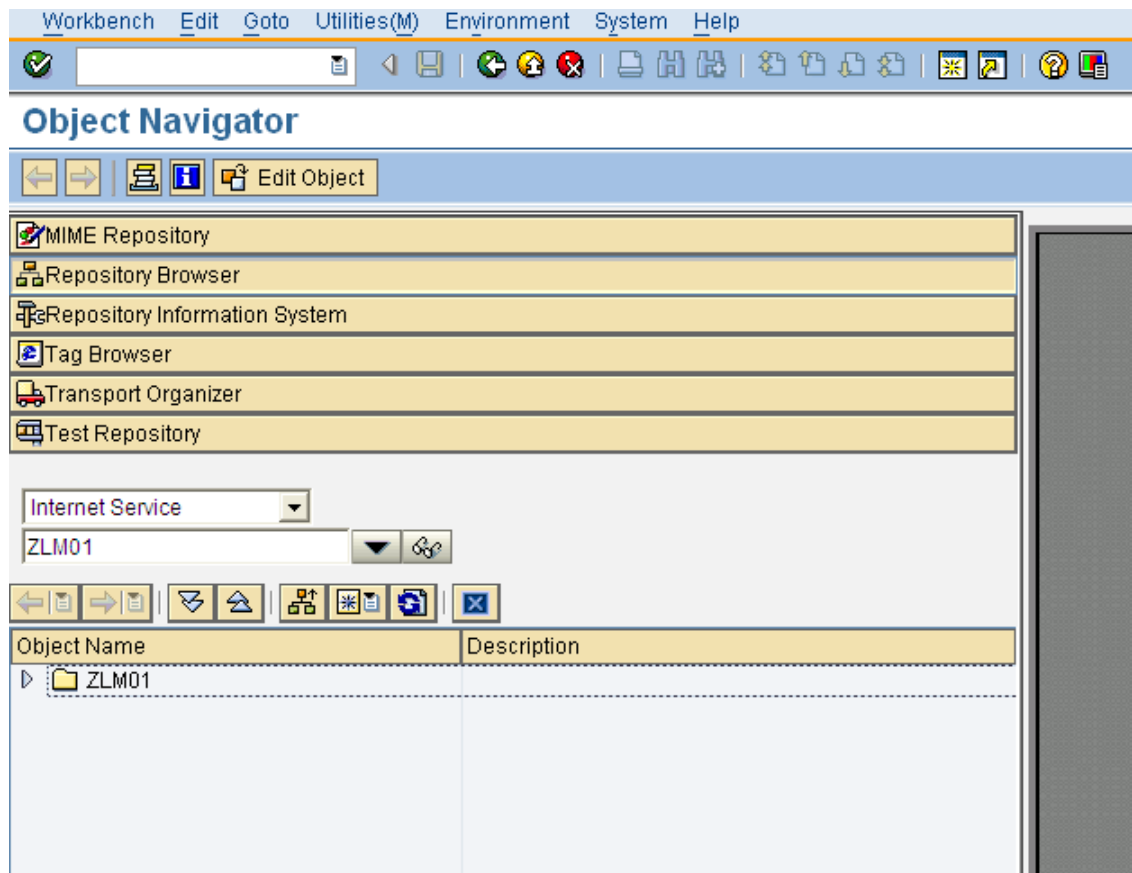 Workbench Edit Goto Utilities(M) Environment System Help
Object Navigator
Edit Object
MIME Repository
Repository Browser
Repository Information System
Tag Browser
Transport Organizer
Test Repository
Internet Service
ZLM01
Object Name Description
ZLM01